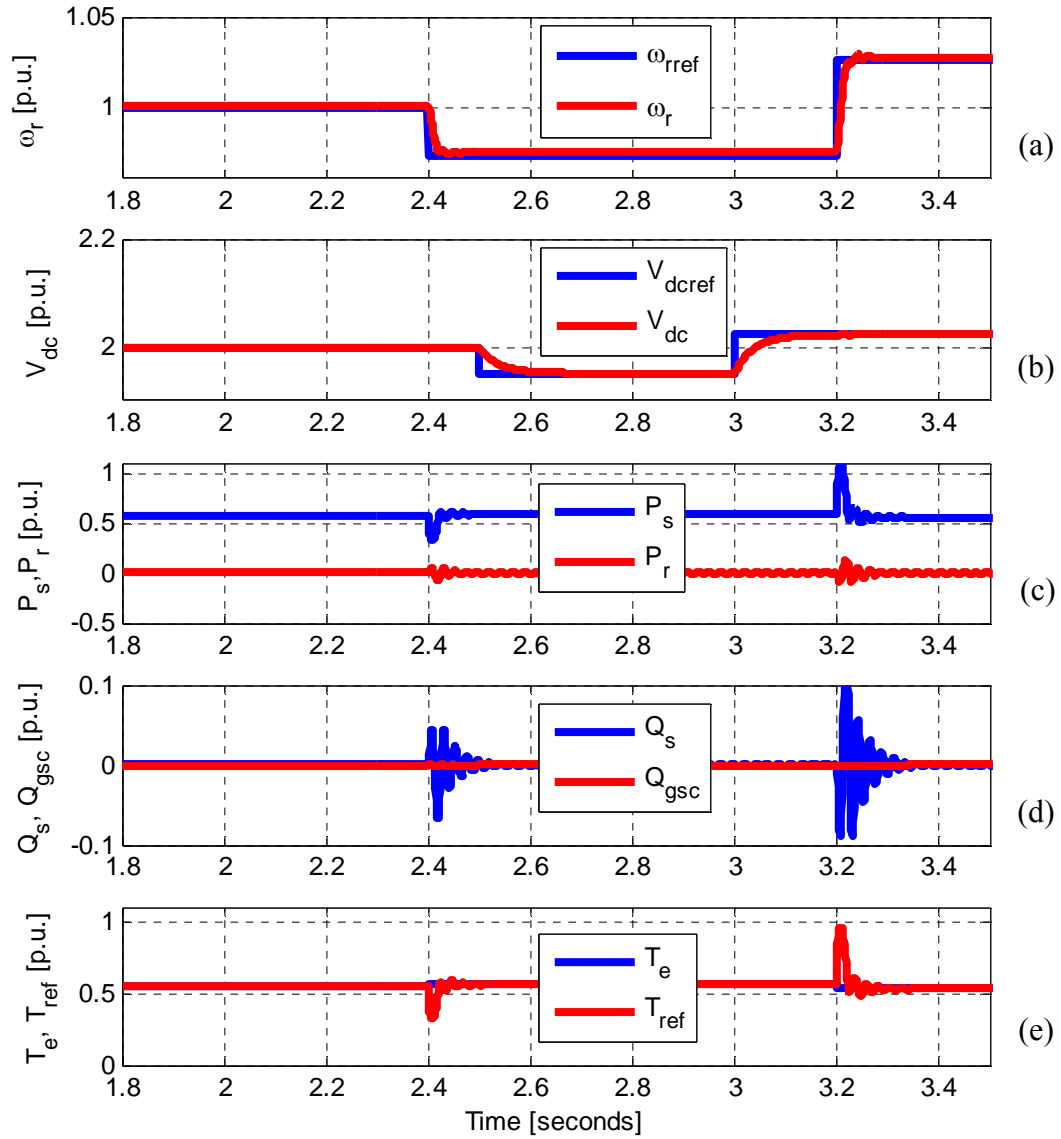 1.05
1
ω_r [p.u.]
ω_rref
ω_r
(a)
1.8 2 2.2 2.4 2.6 2.8 3 3.2 3.4
2.2
2
V_dc [p.u.]
V_dcref
V_dc
(b)
1.8 2 2.2 2.4 2.6 2.8 3 3.2 3.4
1
0.5
0
-0.5
P_s,P_r [p.u.]
P_s
P_r
(c)
1.8 2 2.2 2.4 2.6 2.8 3 3.2 3.4
0.1
0
-0.1
Q_s, Q_gsc [p.u.]
Q_s
Q_gsc
(d)
1.8 2 2.2 2.4 2.6 2.8 3 3.2 3.4
1
0.5
0
T_e, T_ref [p.u.]
T_e
T_ref
(e)
1.8 2 2.2 2.4 2.6 2.8 3 3.2 3.4
Time [seconds]